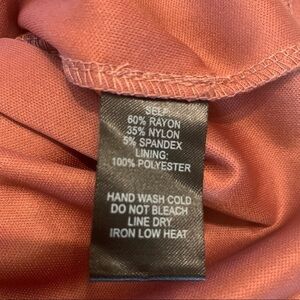 SELF:
60% RAYON
35% NYLON
5% SPANDEX
LINING:
100% POLYESTER
HAND WASH COLD
DO NOT BLEACH
LINE DRY
IRON LOW HEAT